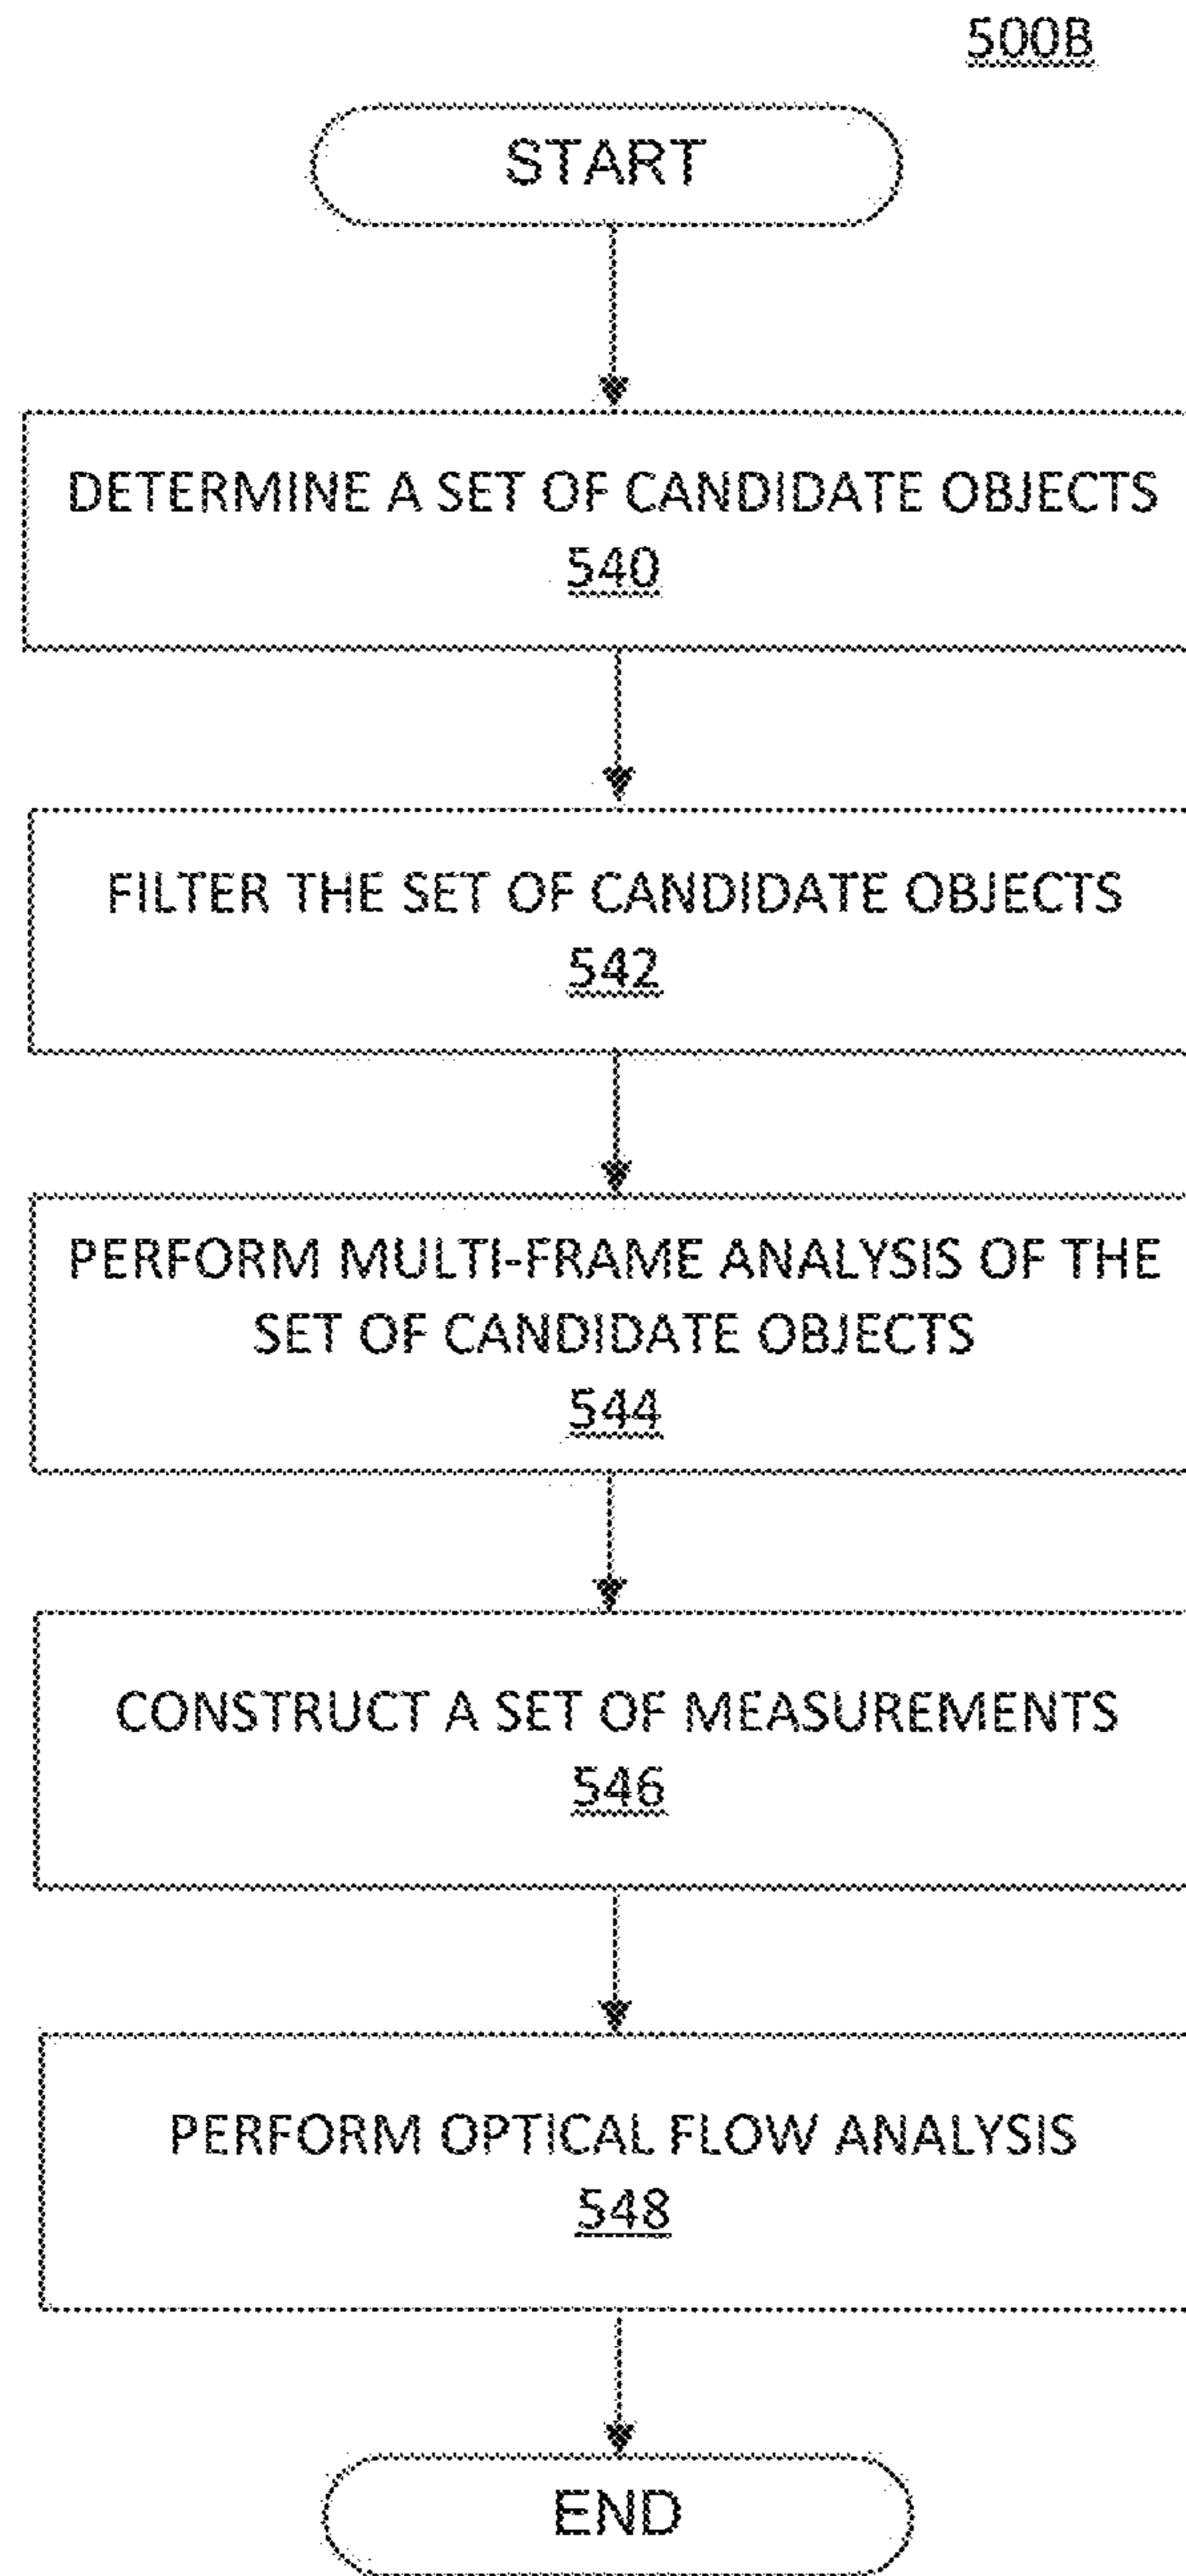 500B
START
DETERMINE A SET OF CANDIDATE OBJECTS
540
FILTER THE SET OF CANDIDATE OBJECTS
542
PERFORM MULTI-FRAME ANALYSIS OF THE
SET OF CANDIDATE OBJECTS
544
CONSTRUCT A SET OF MEASUREMENTS
546
PERFORM OPTICAL FLOW ANALYSIS
548
END